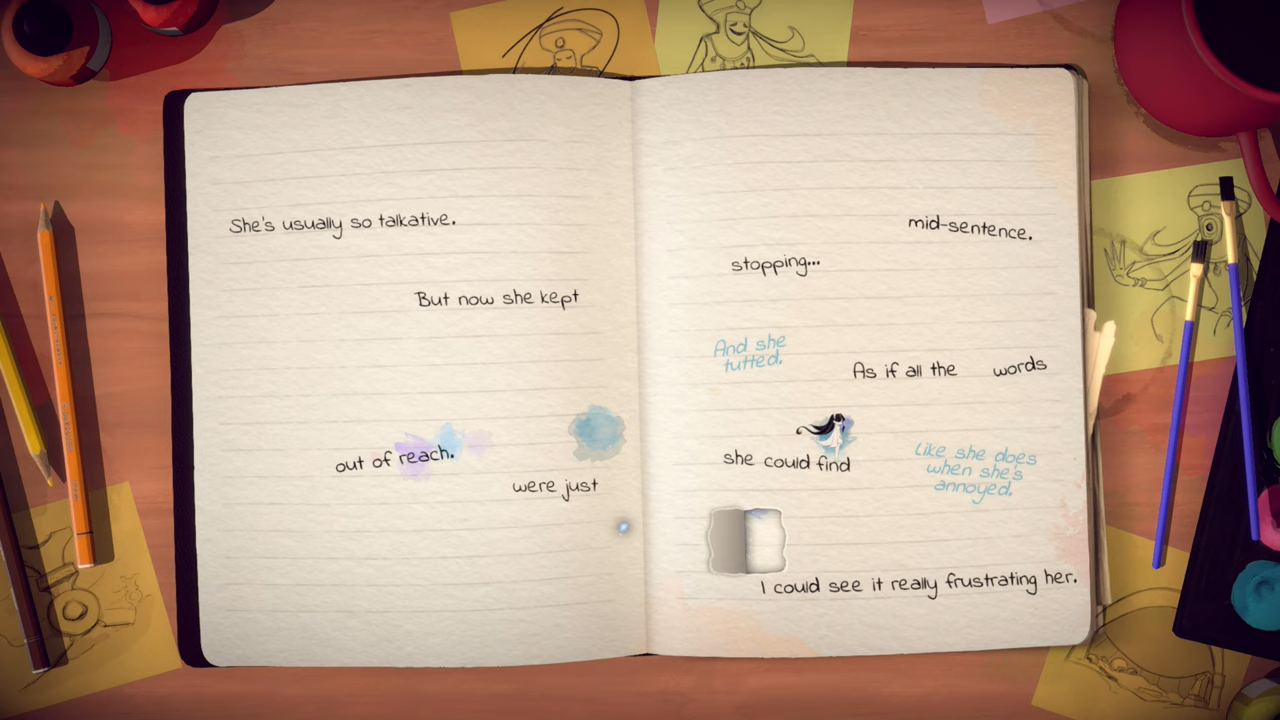 She's usually so talkative.
But now she kept
out of reach.
were just
mid-sentence.
stopping...
And she
tutted.
As if all the words
she could find
Like she does
when she's
annoyed.
I could see it really frustrating her.